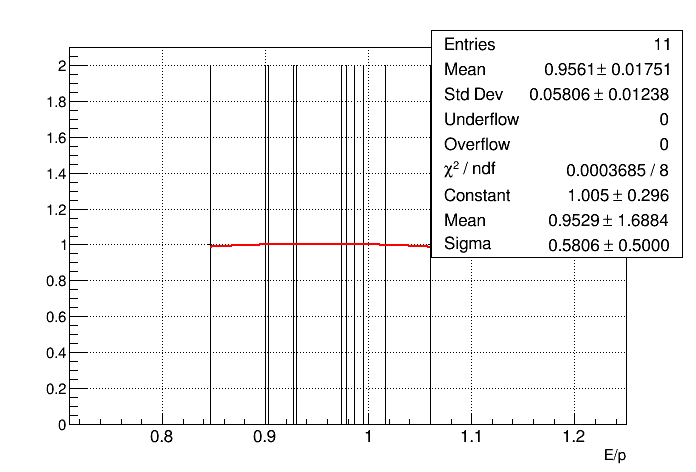 Entries 11
Mean 0.9561 ± 0.01751
Std Dev 0.05806 ± 0.01238
Underflow 0
Overflow 0
χ² / ndf 0.0003685 / 8
Constant 1.005 ± 0.296
Mean 0.9529 ± 1.6884
Sigma 0.5806 ± 0.5000
2
1.8
1.6
1.4
1.2
1
0.8
0.6
0.4
0.2
0
0.8 0.9 1 1.1 1.2
E/p